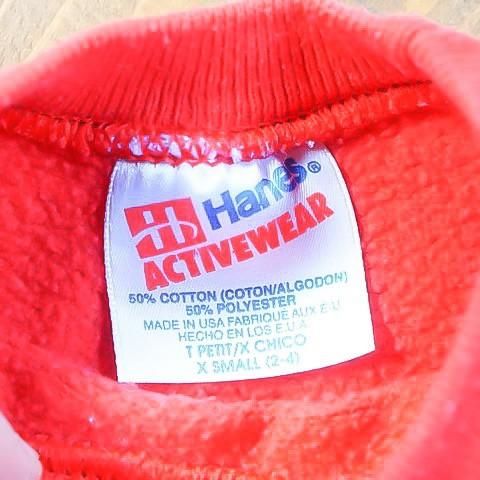 Hanes®
ACTIVEWEAR
50% COTTON (COTON/ALGODON)
50% POLYESTER
MADE IN USA FABRIQUE AUX E.U
HECHO EN LOS E.U.A.
T PETIT/X CHICO
X SMALL (2-4)